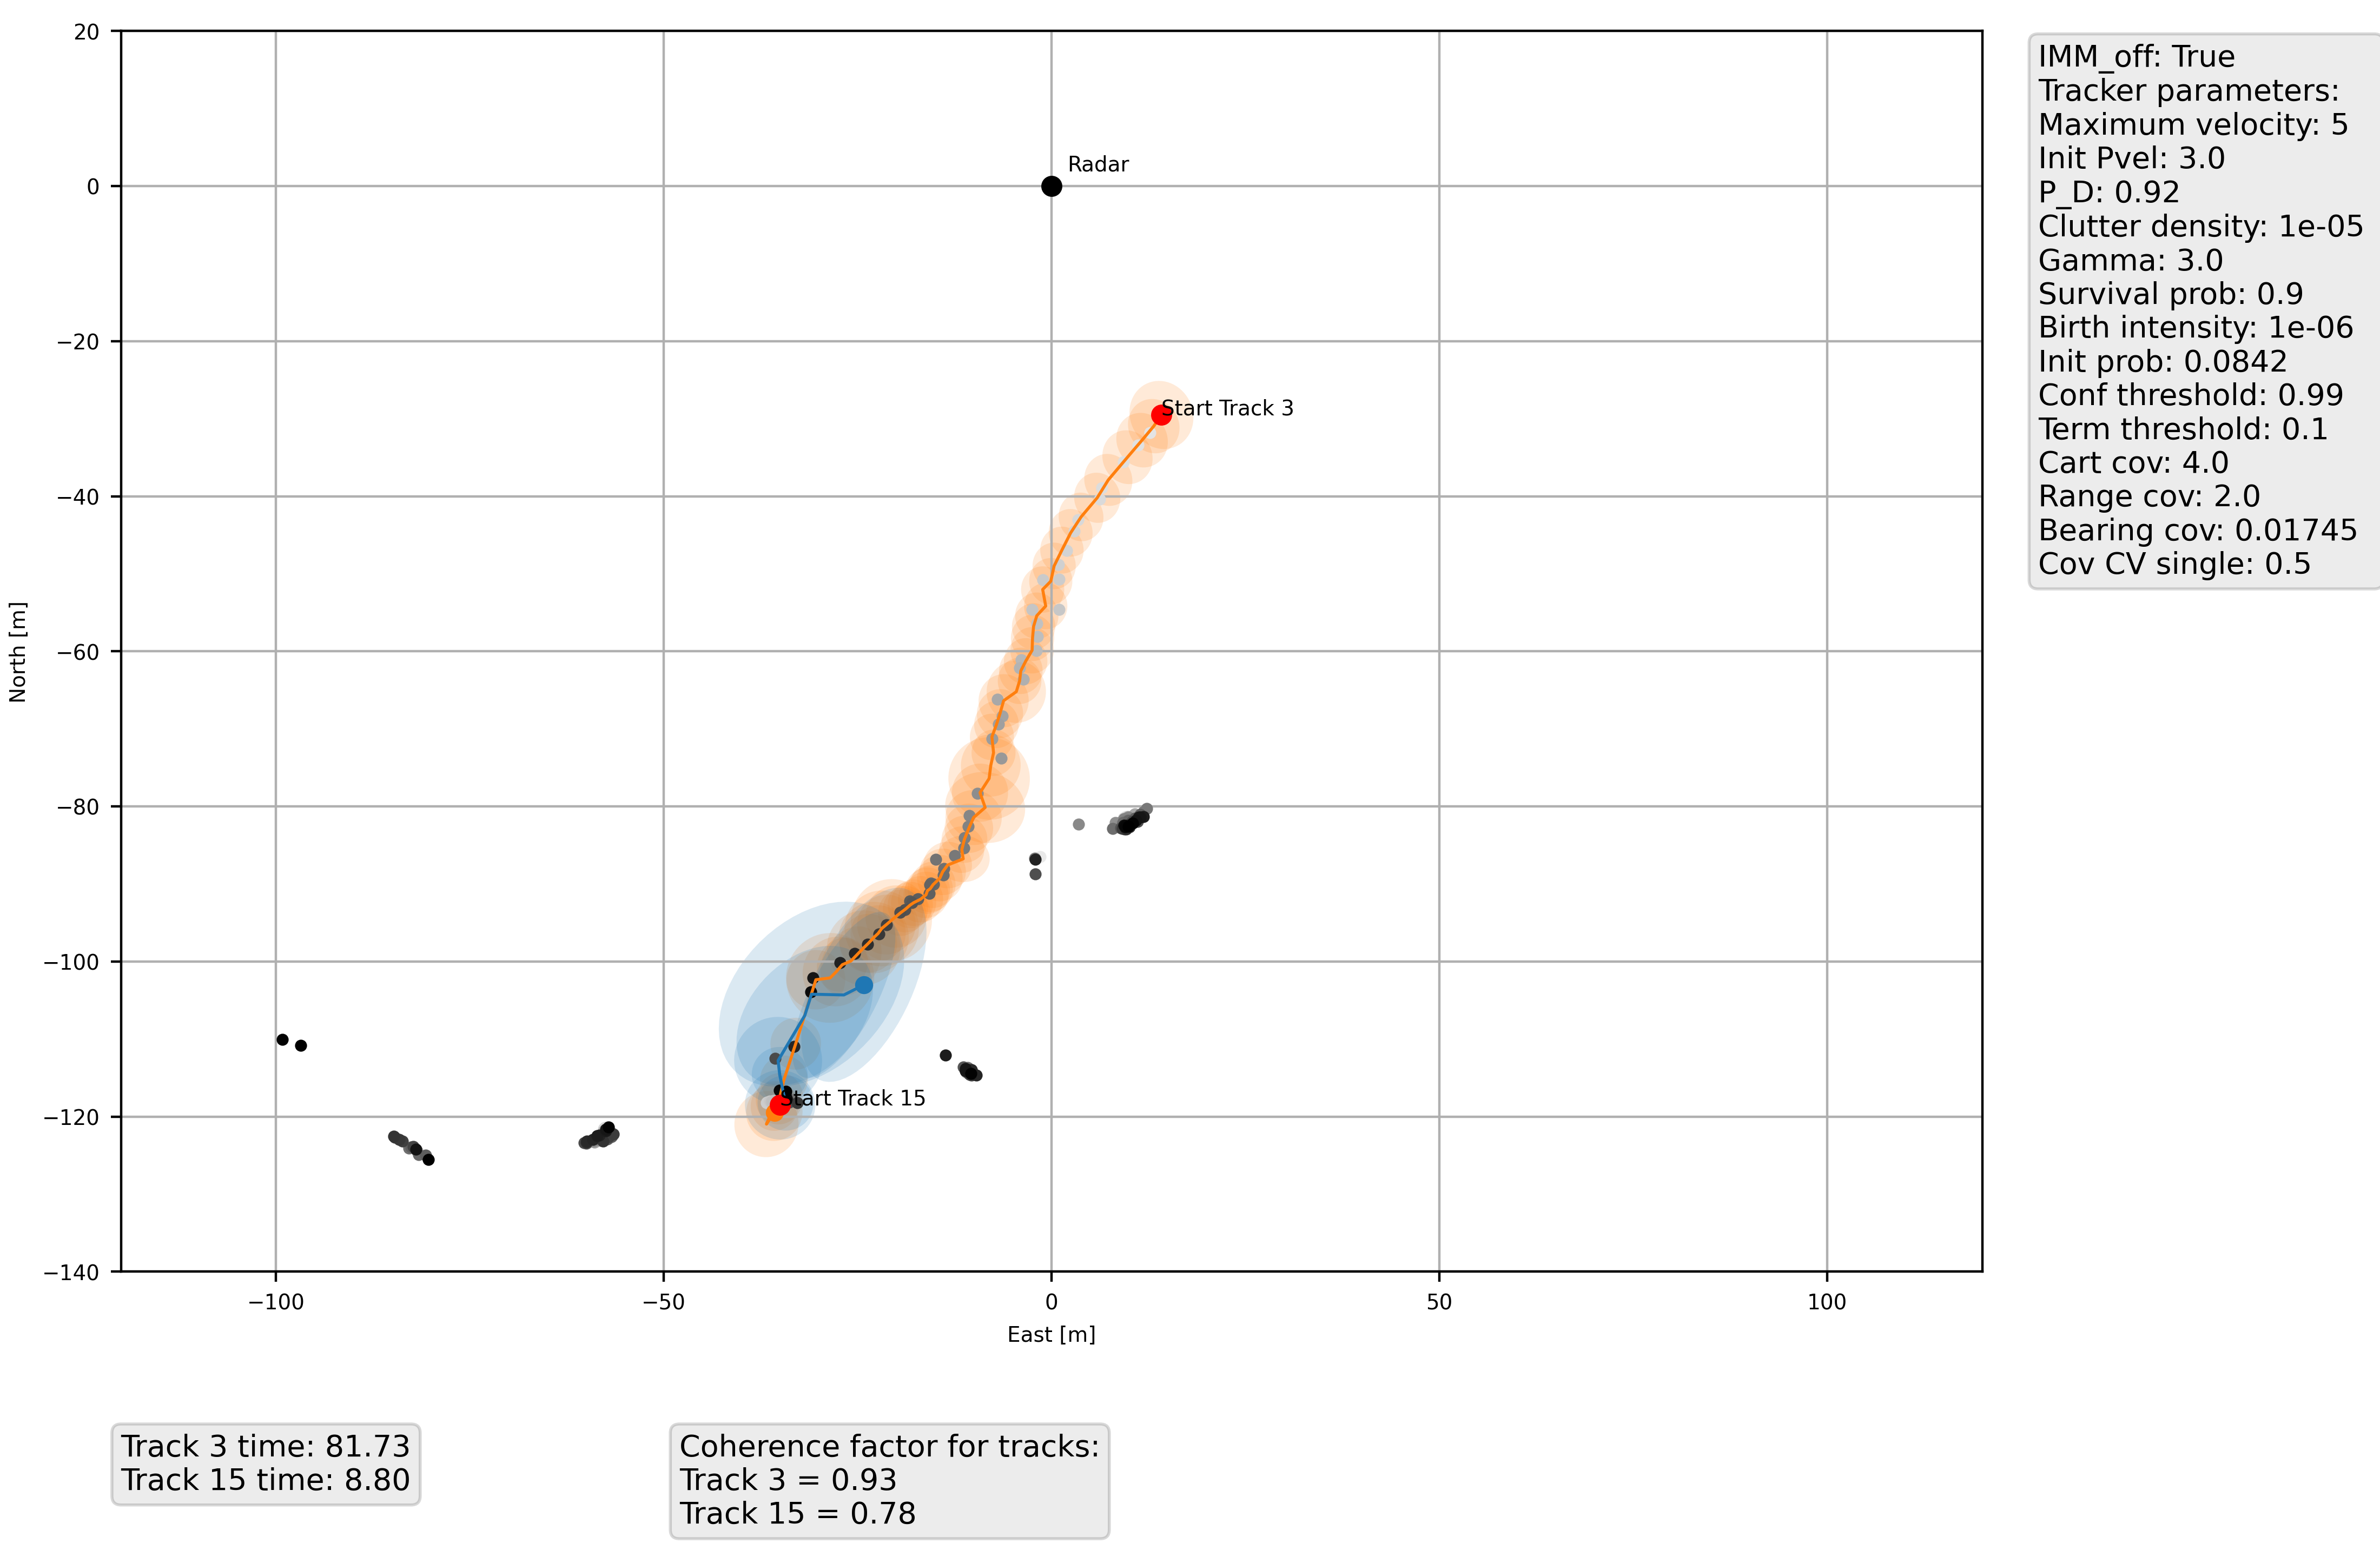 20
0
−20
−40
−60
−80
−100
−120
−140
North [m]
−100
−50
0
50
100
East [m]
Radar
Start Track 3
Start Track 15
IMM_off: True
Tracker parameters:
Maximum velocity: 5
Init Pvel: 3.0
P_D: 0.92
Clutter density: 1e-05
Gamma: 3.0
Survival prob: 0.9
Birth intensity: 1e-06
Init prob: 0.0842
Conf threshold: 0.99
Term threshold: 0.1
Cart cov: 4.0
Range cov: 2.0
Bearing cov: 0.01745
Cov CV single: 0.5
Track 3 time: 81.73
Track 15 time: 8.80
Coherence factor for tracks:
Track 3 = 0.93
Track 15 = 0.78